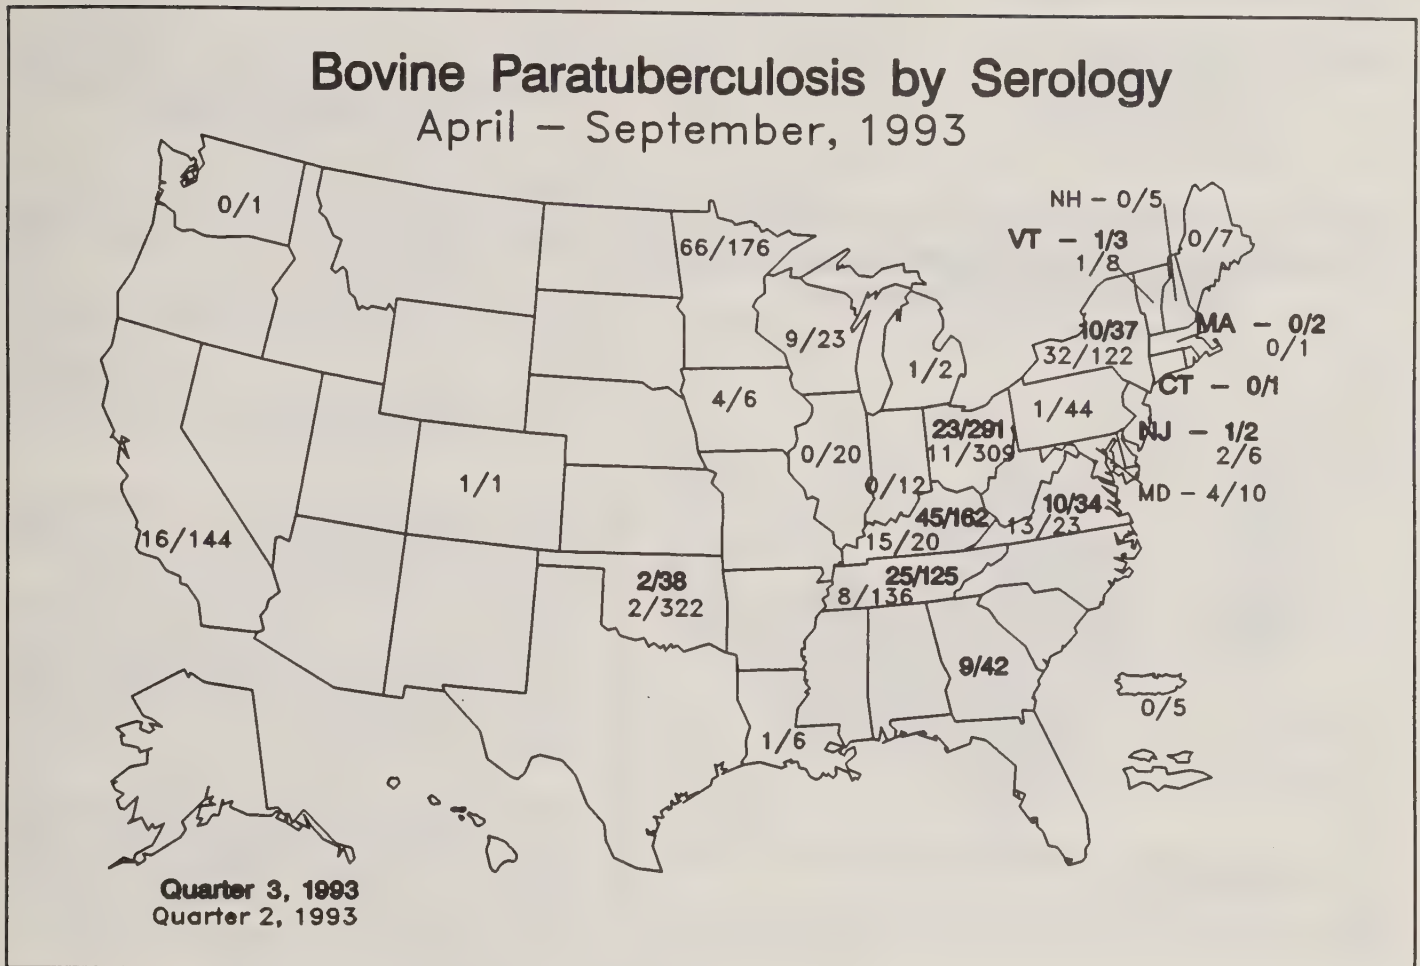 Bovine Paratuberculosis by Serology
April – September, 1993
NH – 0/5
0/1
VT – 1/3
0/7
66/176
1/8
MA – 0/2
10/37
9/23
0/1
32/122
1/2
CT – 0/1
4/6
1/44
23/291
NJ – 1/2
0/20
11/309
2/6
1/1
0/12
MD – 4/10
10/34
45/162
13/23
16/144
15/20
25/125
2/38
8/136
2/322
9/42
0/5
1/6
Quarter 3, 1993
Quarter 2, 1993